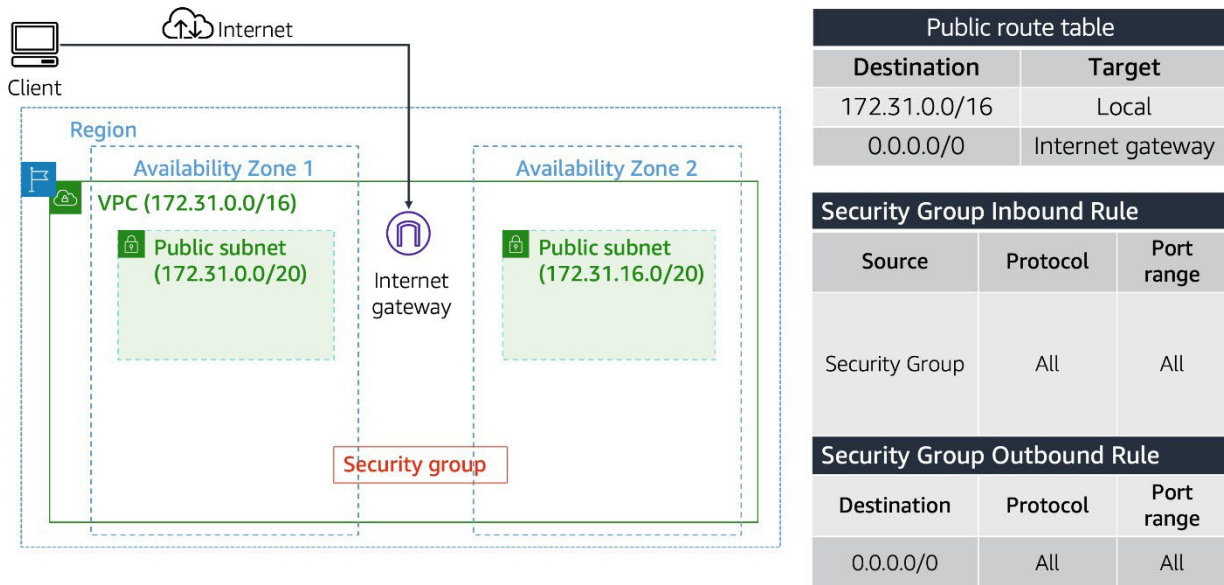 Internet
Client
Region
Availability Zone 1
Availability Zone 2
VPC (172.31.0.0/16)
Public subnet
(172.31.0.0/20)
Internet
gateway
Public subnet
(172.31.16.0/20)
Security group
Public route table
Destination Target
172.31.0.0/16 Local
0.0.0.0/0 Internet gateway
Security Group Inbound Rule
Source Protocol Port
range
Security Group All All
Security Group Outbound Rule
Destination Protocol Port
range
0.0.0.0/0 All All